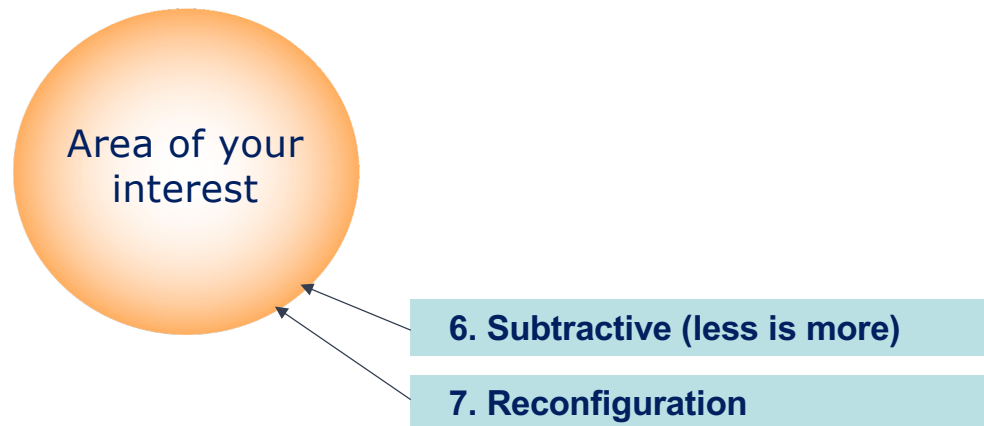 Area of your
interest
6. Subtractive (less is more)
7. Reconfiguration